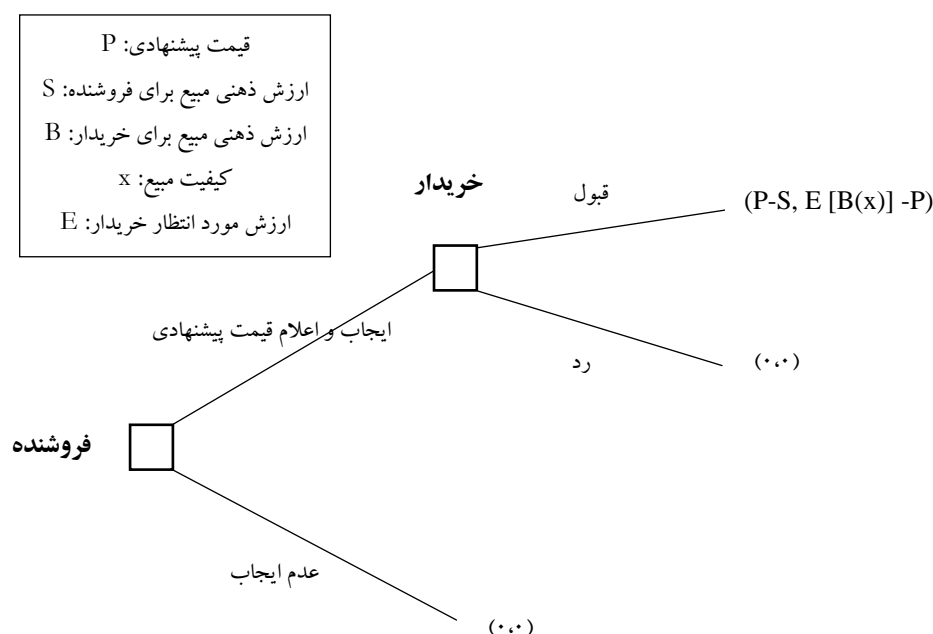 قیمت پیشنهادی: P
ارزش ذهنی مبیع برای فروشنده: S
ارزش ذهنی مبیع برای خریدار: B
کیفیت مبیع: x
ارزش مورد انتظار خریدار: E
خریدار
قبول
(P-S, E [B(x)] -P)
ایجاب و اعلام قیمت پیشنهادی
رد
(۰،۰)
فروشنده
عدم ایجاب
(۰،۰)